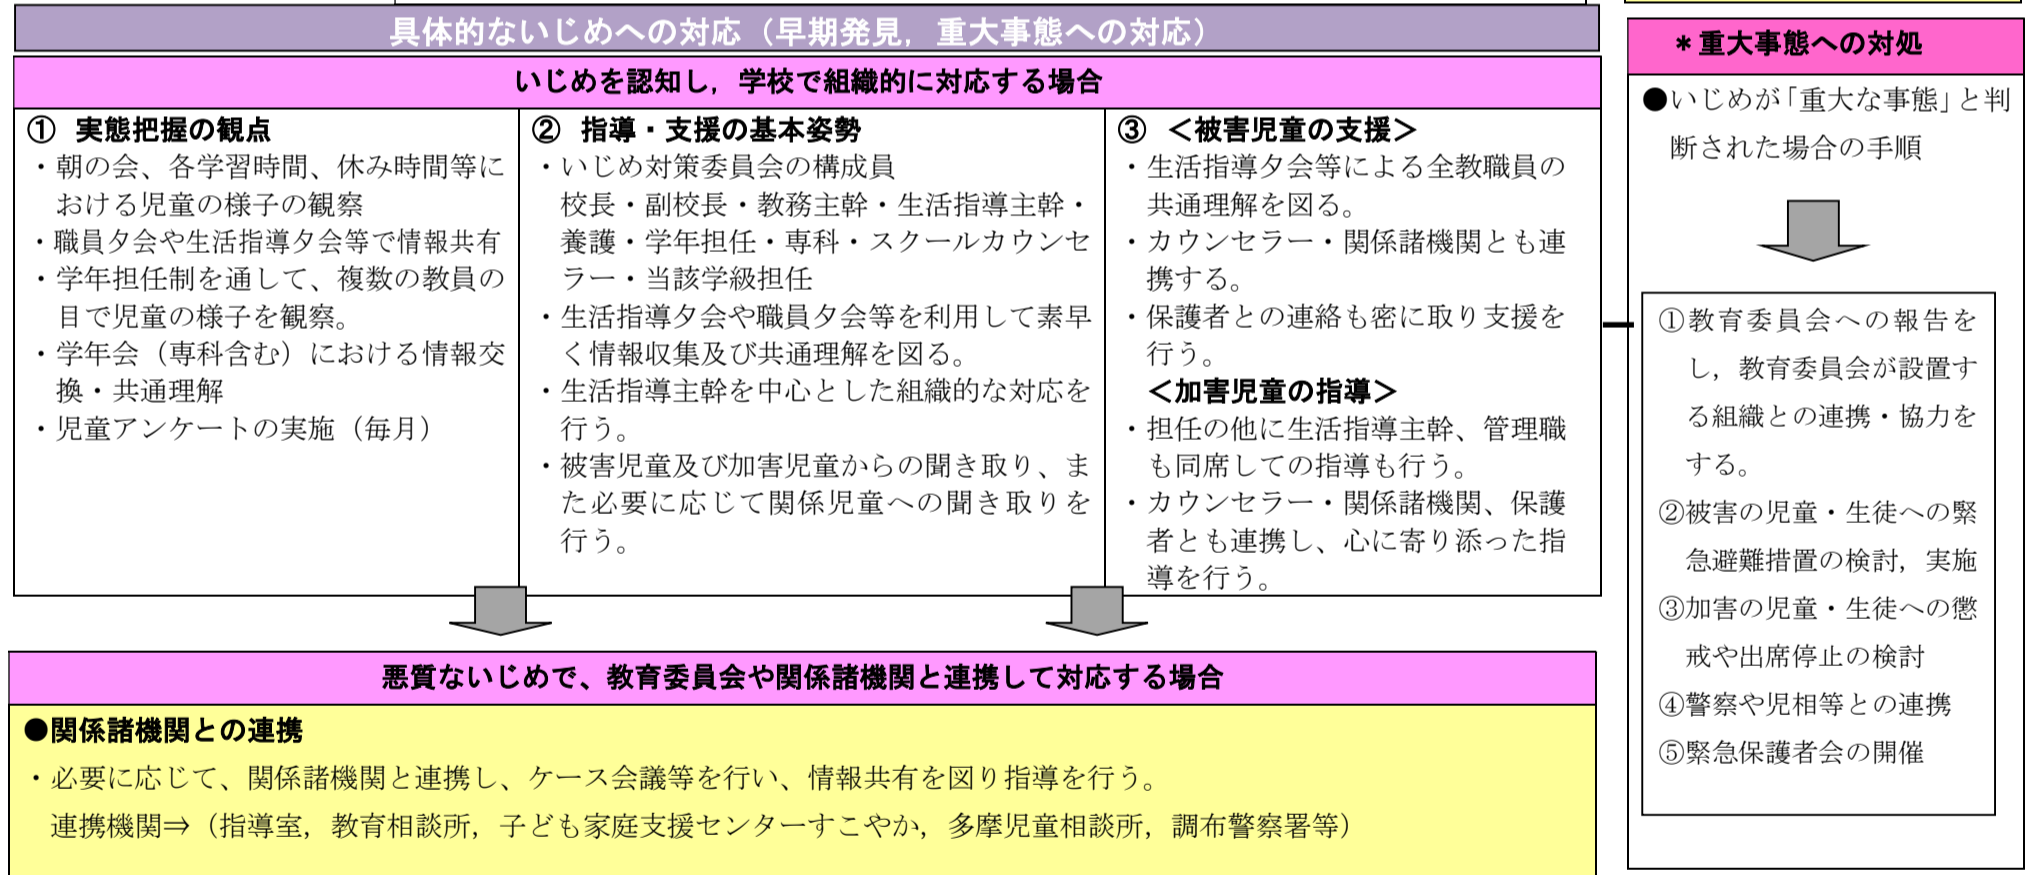 具体的ないじめへの対応（早期発見，重大事態への対応）
いじめを認知し，学校で組織的に対応する場合
① 実態把握の観点
・朝の会、各学習時間、休み時間等に
おける児童の様子の観察
・職員夕会や生活指導夕会等で情報共有
・学年担任制を通して、複数の教員の
目で児童の様子を観察。
・学年会（専科含む）における情報交
換・共通理解
・児童アンケートの実施（毎月）
② 指導・支援の基本姿勢
・いじめ対策委員会の構成員
校長・副校長・教務主幹・生活指導主幹・
養護・学年担任・専科・スクールカウンセ
ラー・当該学級担任
・生活指導夕会や職員夕会等を利用して素早
く情報収集及び共通理解を図る。
・生活指導主幹を中心とした組織的な対応を
行う。
・被害児童及び加害児童からの聞き取り、ま
た必要に応じて関係児童への聞き取りを
行う。
③ ＜被害児童の支援＞
・生活指導夕会等による全教職員の
共通理解を図る。
・カウンセラー・関係諸機関とも連
携する。
・保護者との連絡も密に取り支援を
行う。
＜加害児童の指導＞
・担任の他に生活指導主幹、管理職
も同席しての指導も行う。
・カウンセラー・関係諸機関、保護
者とも連携し、心に寄り添った指
導を行う。
悪質ないじめで、教育委員会や関係諸機関と連携して対応する場合
●関係諸機関との連携
・必要に応じて、関係諸機関と連携し、ケース会議等を行い、情報共有を図り指導を行う。
連携機関⇒（指導室，教育相談所，子ども家庭支援センターすこやか，多摩児童相談所，調布警察署等）
＊重大事態への対処
●いじめが「重大な事態」と判
断された場合の手順
①教育委員会への報告を
し，教育委員会が設置す
る組織との連携・協力を
する。
②被害の児童・生徒への緊
急避難措置の検討，実施
③加害の児童・生徒への懲
戒や出席停止の検討
④警察や児相等との連携
⑤緊急保護者会の開催